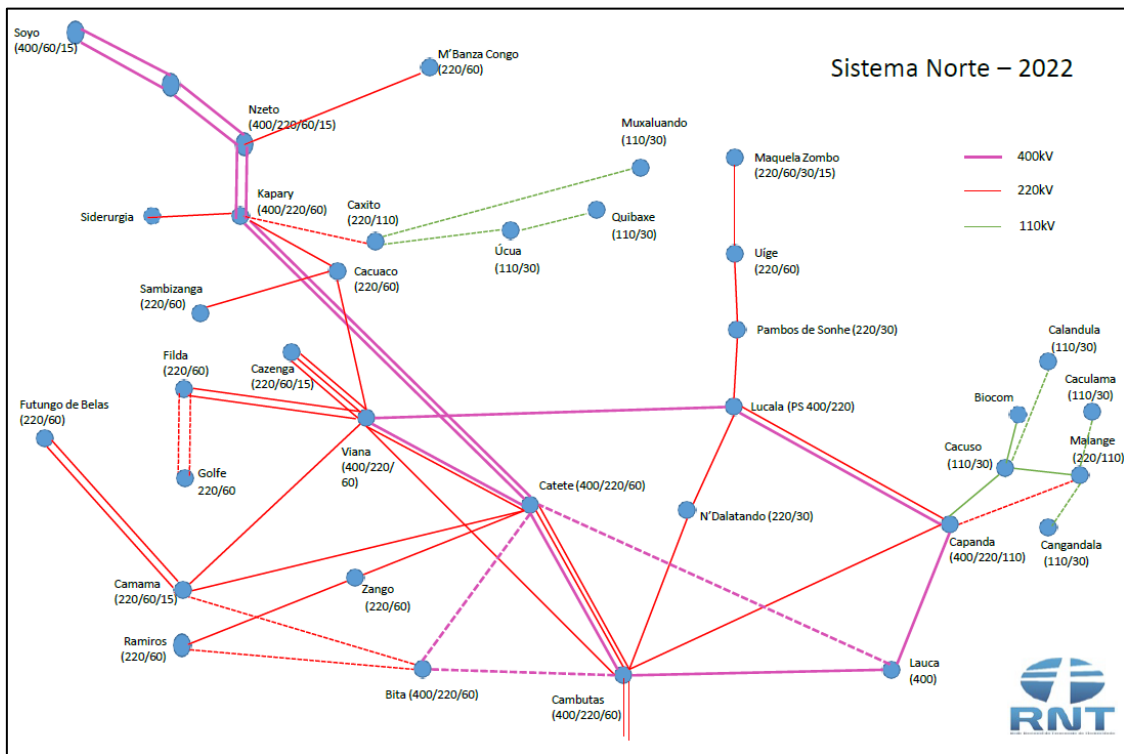 Sistema Norte – 2022
Soyo
(400/60/15)
M'Banza Congo
(220/60)
Nzeto
(400/220/60/15)
Muxaluando
(110/30)
Maquela Zombo
(220/60/30/15)
400kV
220kV
110kV
Siderurgia
Kapary
(400/220/60)
Caxito
(220/110)
Úcua
(110/30)
Quibaxe
(110/30)
Uíge
(220/60)
Cacuaco
(220/60)
Sambizanga
(220/60)
Pambos de Sonhe (220/30)
Calandula
(110/30)
Filda
(220/60)
Cazenga
(220/60/15)
Caculama
(110/30)
Biocom
Futungo de Belas
(220/60)
Lucala (PS 400/220)
Viana
(400/220/
60)
Cacuso
(110/30)
Malange
(220/110)
Golfe
220/60
Catete (400/220/60)
N'Dalatando (220/30)
Capanda
(400/220/110)
Cangandala
(110/30)
Camama
(220/60/15)
Zango
(220/60)
Ramiros
(220/60)
Bita (400/220/60)
Cambutas
(400/220/60)
Lauca
(400)
RNT